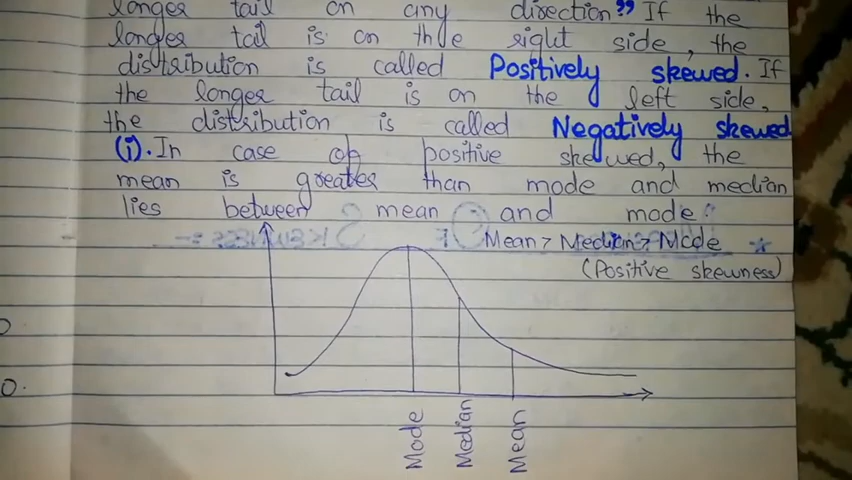 longer tail on any direction" If the
longer tail is on the right side, the
distribution is called Positively skewed. If
the longer tail is on the left side,
the distribution is called Negatively skewed
(i). In case of positive skewed, the
mean is greater than mode and median
lies between mean and mode.
Mean > Median > Mode *
(Positive skewness)
Mode
Median
Mean